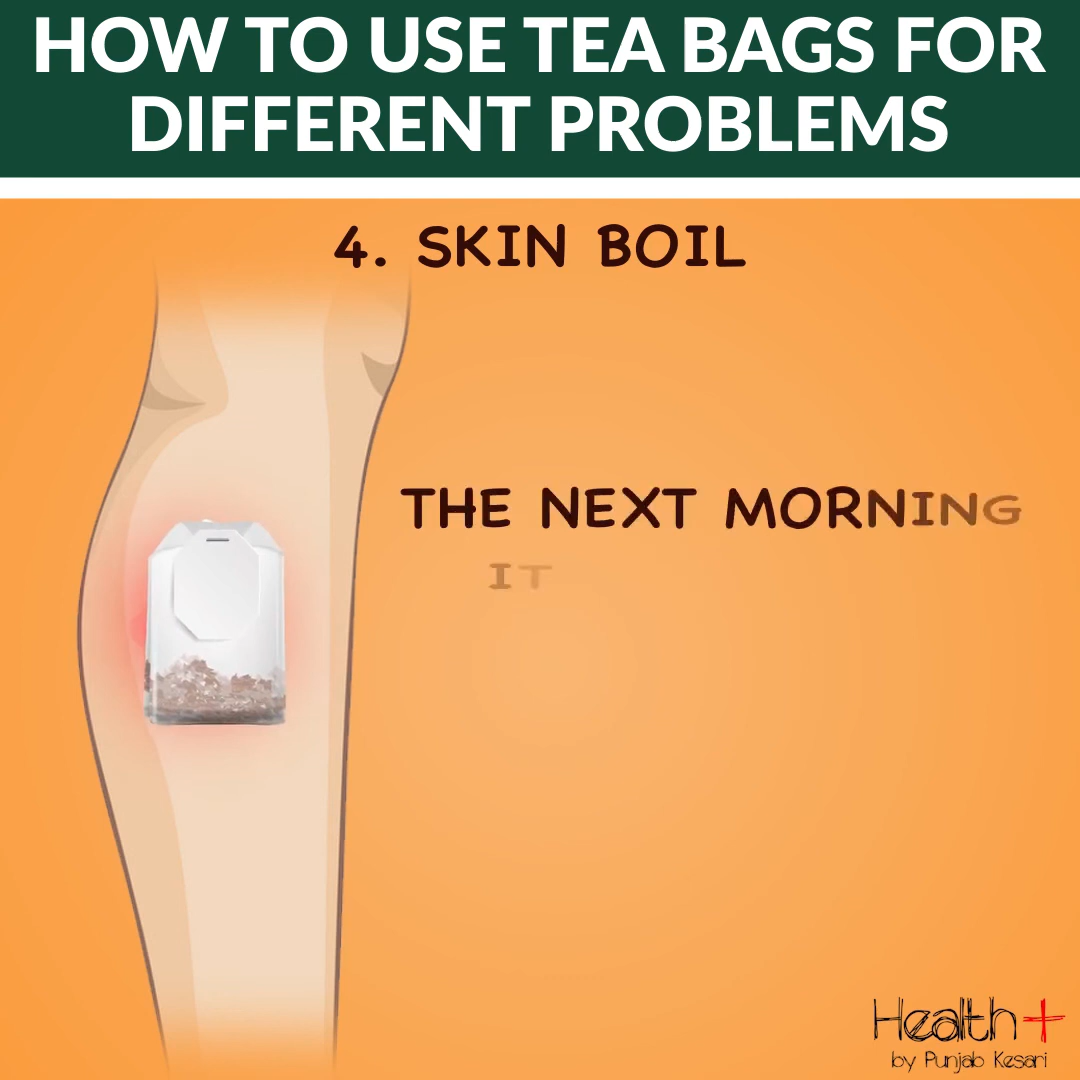 HOW TO USE TEA BAGS FOR
DIFFERENT PROBLEMS
4. SKIN BOIL
THE NEXT MORNING
IT
Health+
by Punjab Kesari